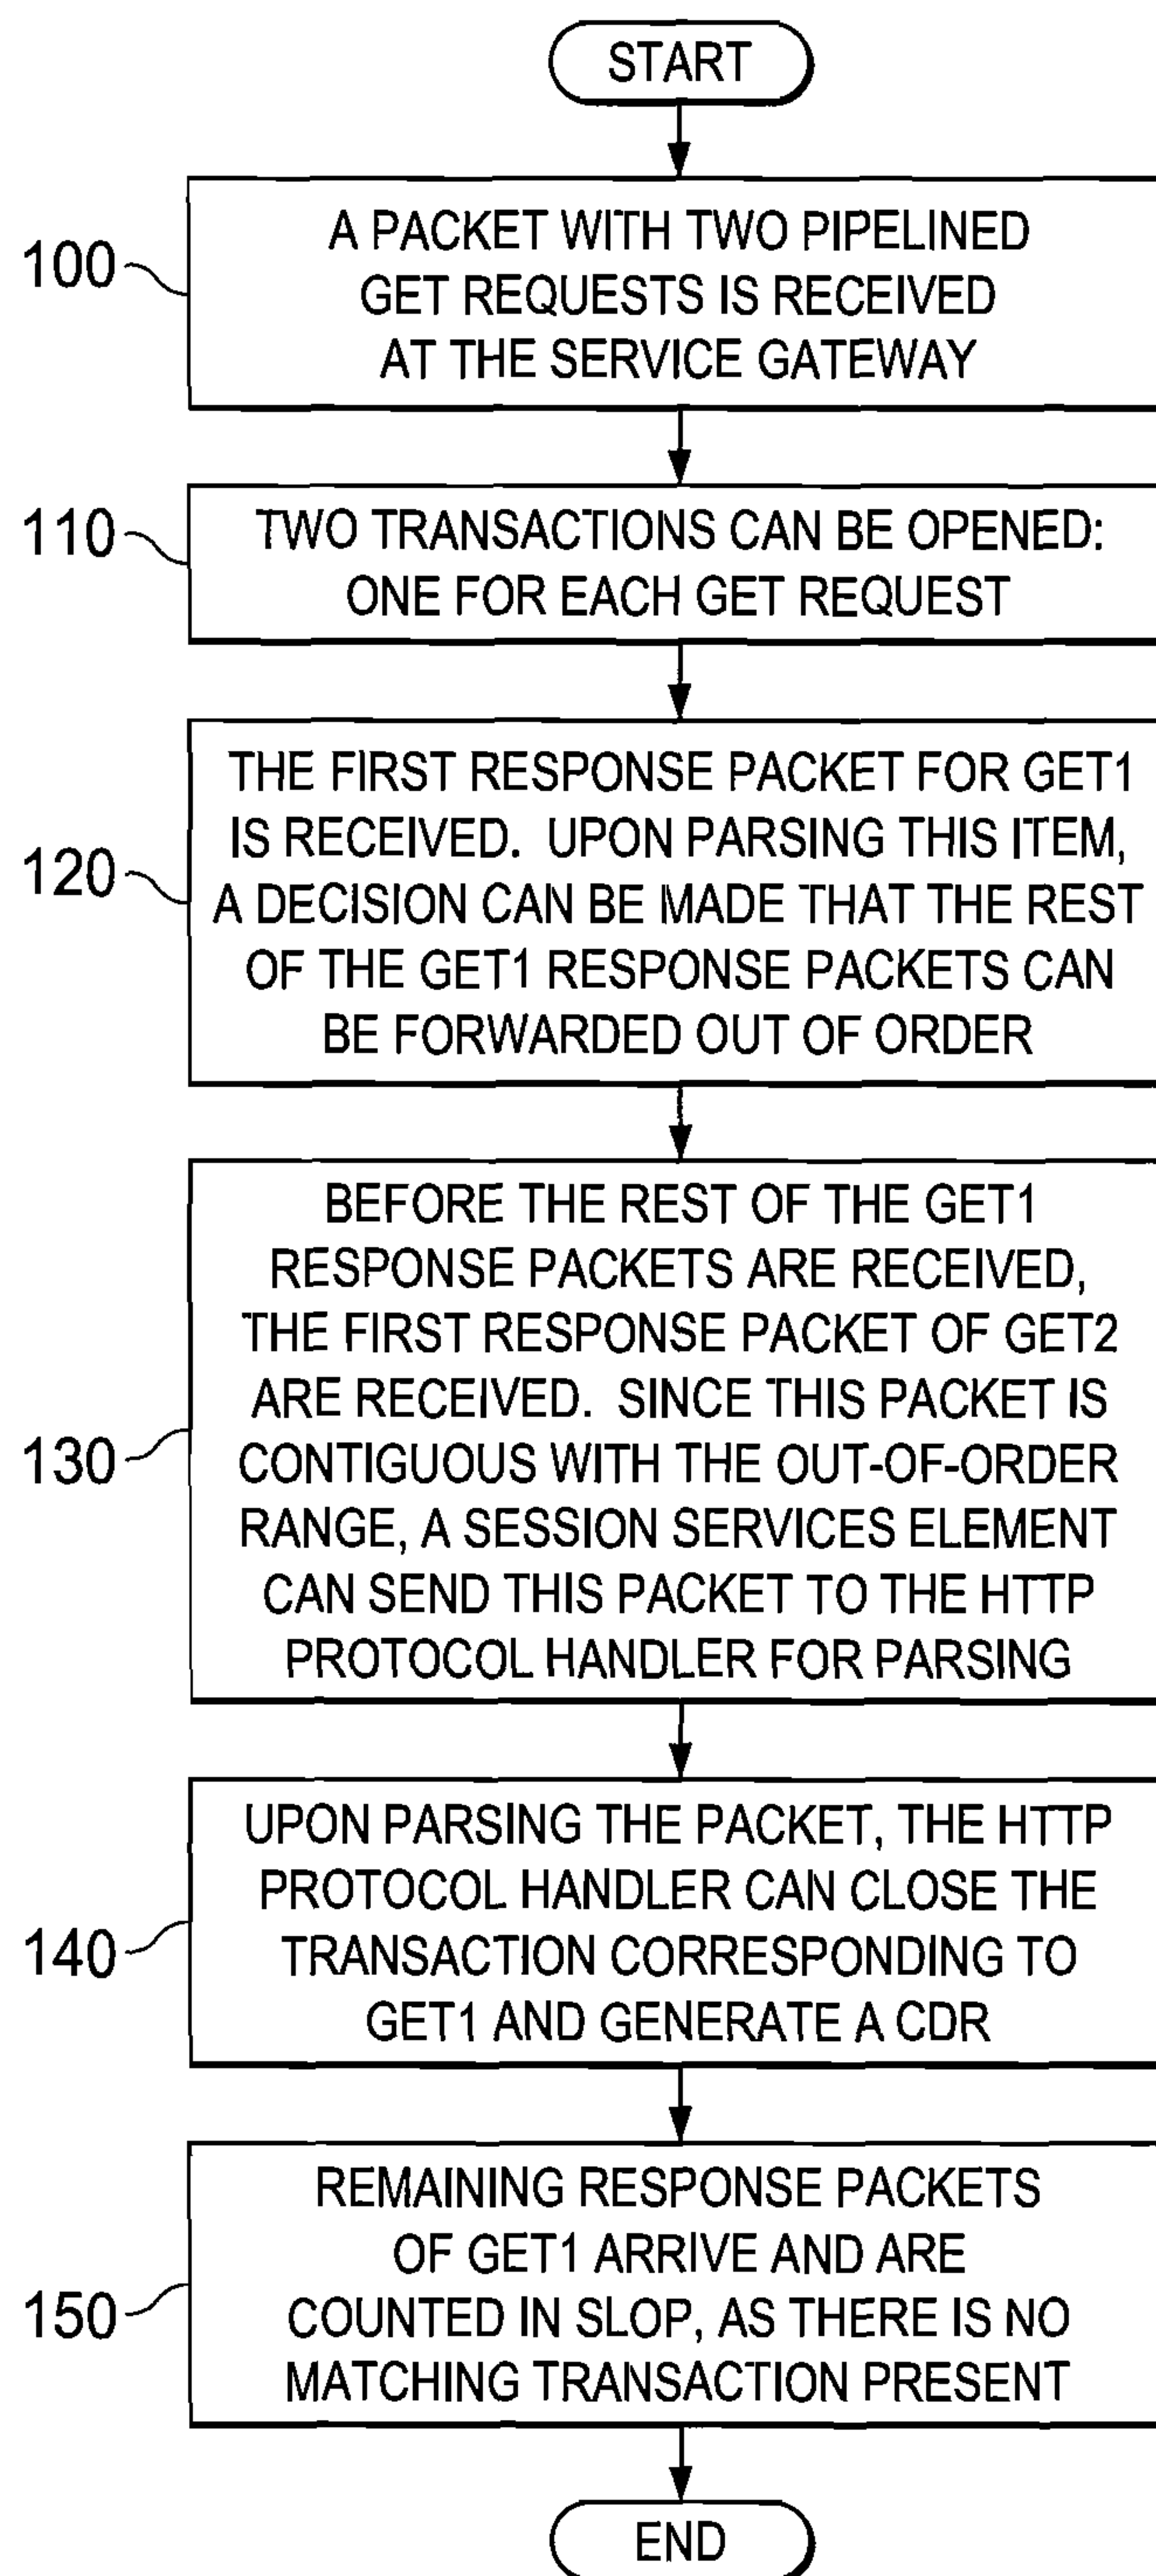 START
100
A PACKET WITH TWO PIPELINED
GET REQUESTS IS RECEIVED
AT THE SERVICE GATEWAY
110
TWO TRANSACTIONS CAN BE OPENED:
ONE FOR EACH GET REQUEST
120
THE FIRST RESPONSE PACKET FOR GET1
IS RECEIVED. UPON PARSING THIS ITEM,
A DECISION CAN BE MADE THAT THE REST
OF THE GET1 RESPONSE PACKETS CAN
BE FORWARDED OUT OF ORDER
130
BEFORE THE REST OF THE GET1
RESPONSE PACKETS ARE RECEIVED,
THE FIRST RESPONSE PACKET OF GET2
ARE RECEIVED. SINCE THIS PACKET IS
CONTIGUOUS WITH THE OUT-OF-ORDER
RANGE, A SESSION SERVICES ELEMENT
CAN SEND THIS PACKET TO THE HTTP
PROTOCOL HANDLER FOR PARSING
140
UPON PARSING THE PACKET, THE HTTP
PROTOCOL HANDLER CAN CLOSE THE
TRANSACTION CORRESPONDING TO
GET1 AND GENERATE A CDR
150
REMAINING RESPONSE PACKETS
OF GET1 ARRIVE AND ARE
COUNTED IN SLOP, AS THERE IS NO
MATCHING TRANSACTION PRESENT
END